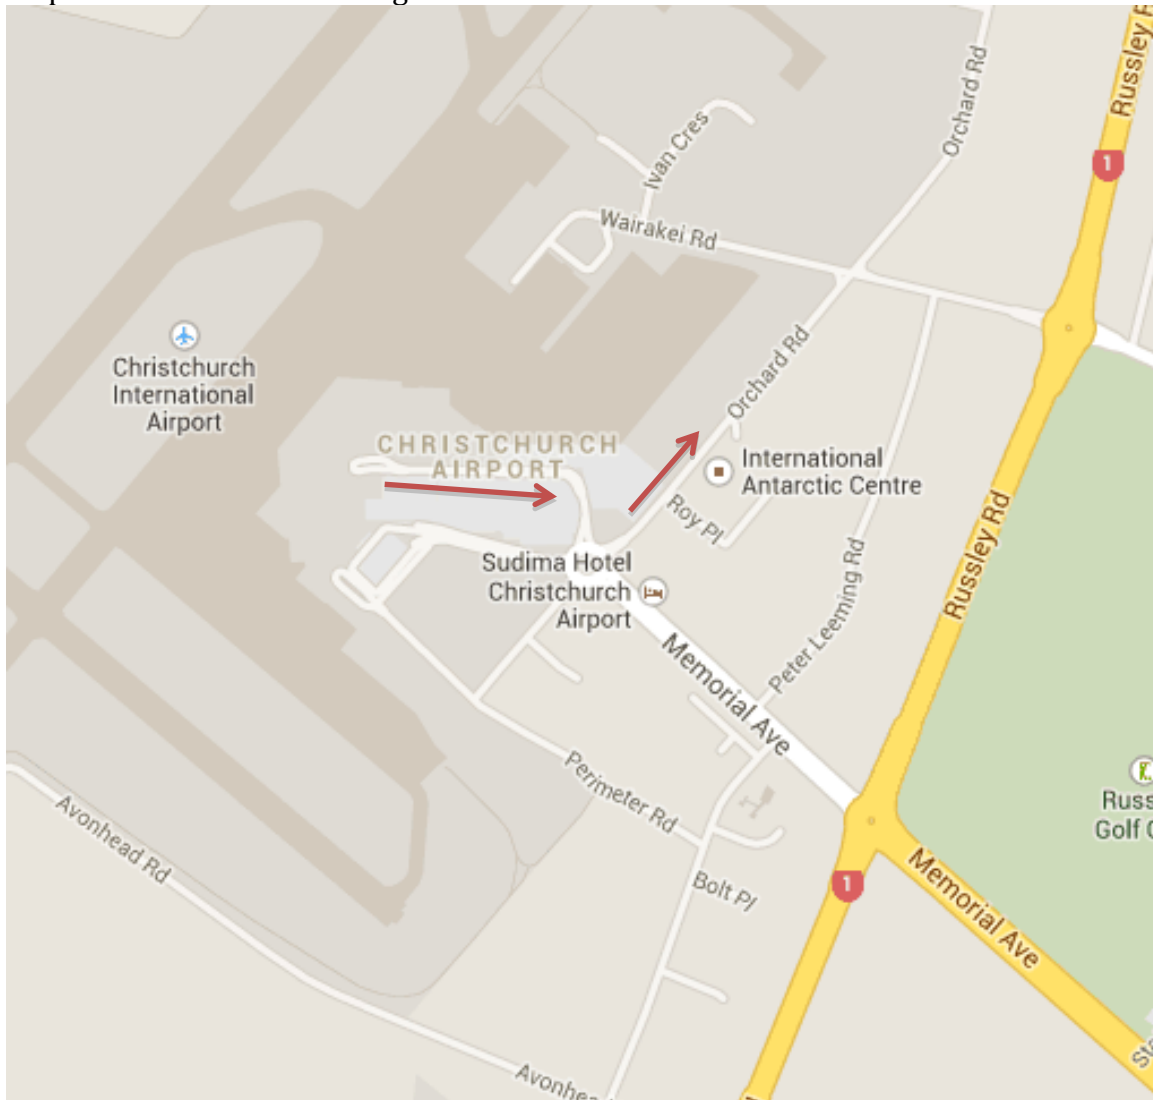 Russley R
Orchard Rd
1
Ivan Cres
Wairakei Rd
Christchurch
International
Airport
Orchard Rd
CHRISTCHURCH
AIRPORT
International
Antarctic Centre
Roy Pl
Russley Rd
Sudima Hotel
Christchurch
Airport
Peter Leeming Rd
Memorial Ave
Perimeter Rd
Avonhead Rd
Russ
Golf C
Bolt Pl
1
Memorial Ave
Avonhea